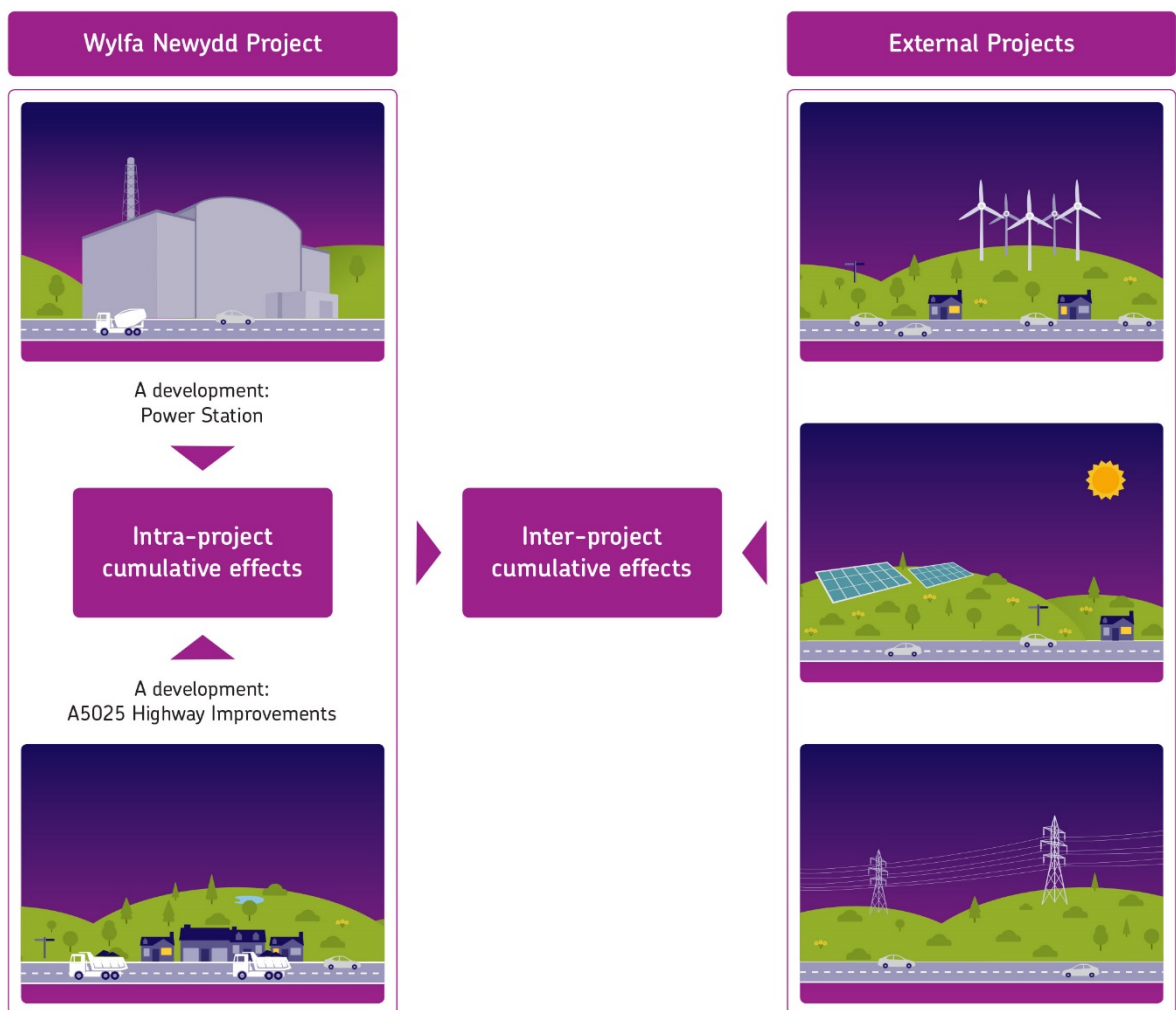 Wylfa Newydd Project
A development:
Power Station
Intra-project
cumulative effects
A development:
A5025 Highway Improvements
Inter-project
cumulative effects
External Projects